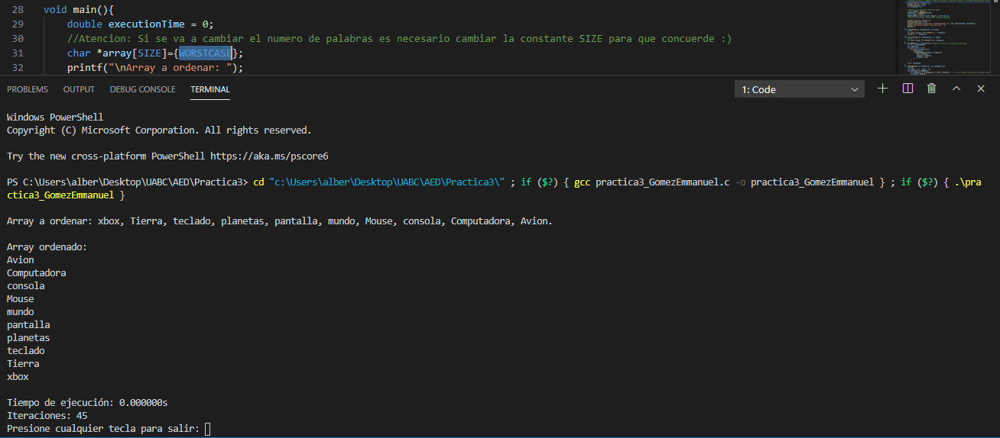 28 void main(){
29 double executionTime = 0;
30 //Atencion: Si se va a cambiar el numero de palabras es necesario cambiar la constante SIZE para que concuerde :)
31 char *array[SIZE]={WORSTCASE};
32 printf("\nArray a ordenar: ");
PROBLEMS OUTPUT DEBUG CONSOLE TERMINAL 1: Code
Windows PowerShell
Copyright (C) Microsoft Corporation. All rights reserved.
Try the new cross-platform PowerShell https://aka.ms/pscore6
PS C:\Users\alber\Desktop\UABC\AED\Practica3> cd "c:\Users\alber\Desktop\UABC\AED\Practica3\" ; if ($?) { gcc practica3_GomezEmmanuel.c -o practica3_GomezEmmanuel } ; if ($?) { .\pra
ctica3_GomezEmmanuel }
Array a ordenar: xbox, Tierra, teclado, planetas, pantalla, mundo, Mouse, consola, Computadora, Avion.
Array ordenado:
Avion
Computadora
consola
Mouse
mundo
pantalla
planetas
teclado
Tierra
xbox
Tiempo de ejecución: 0.000000s
Iteraciones: 45
Presione cualquier tecla para salir: